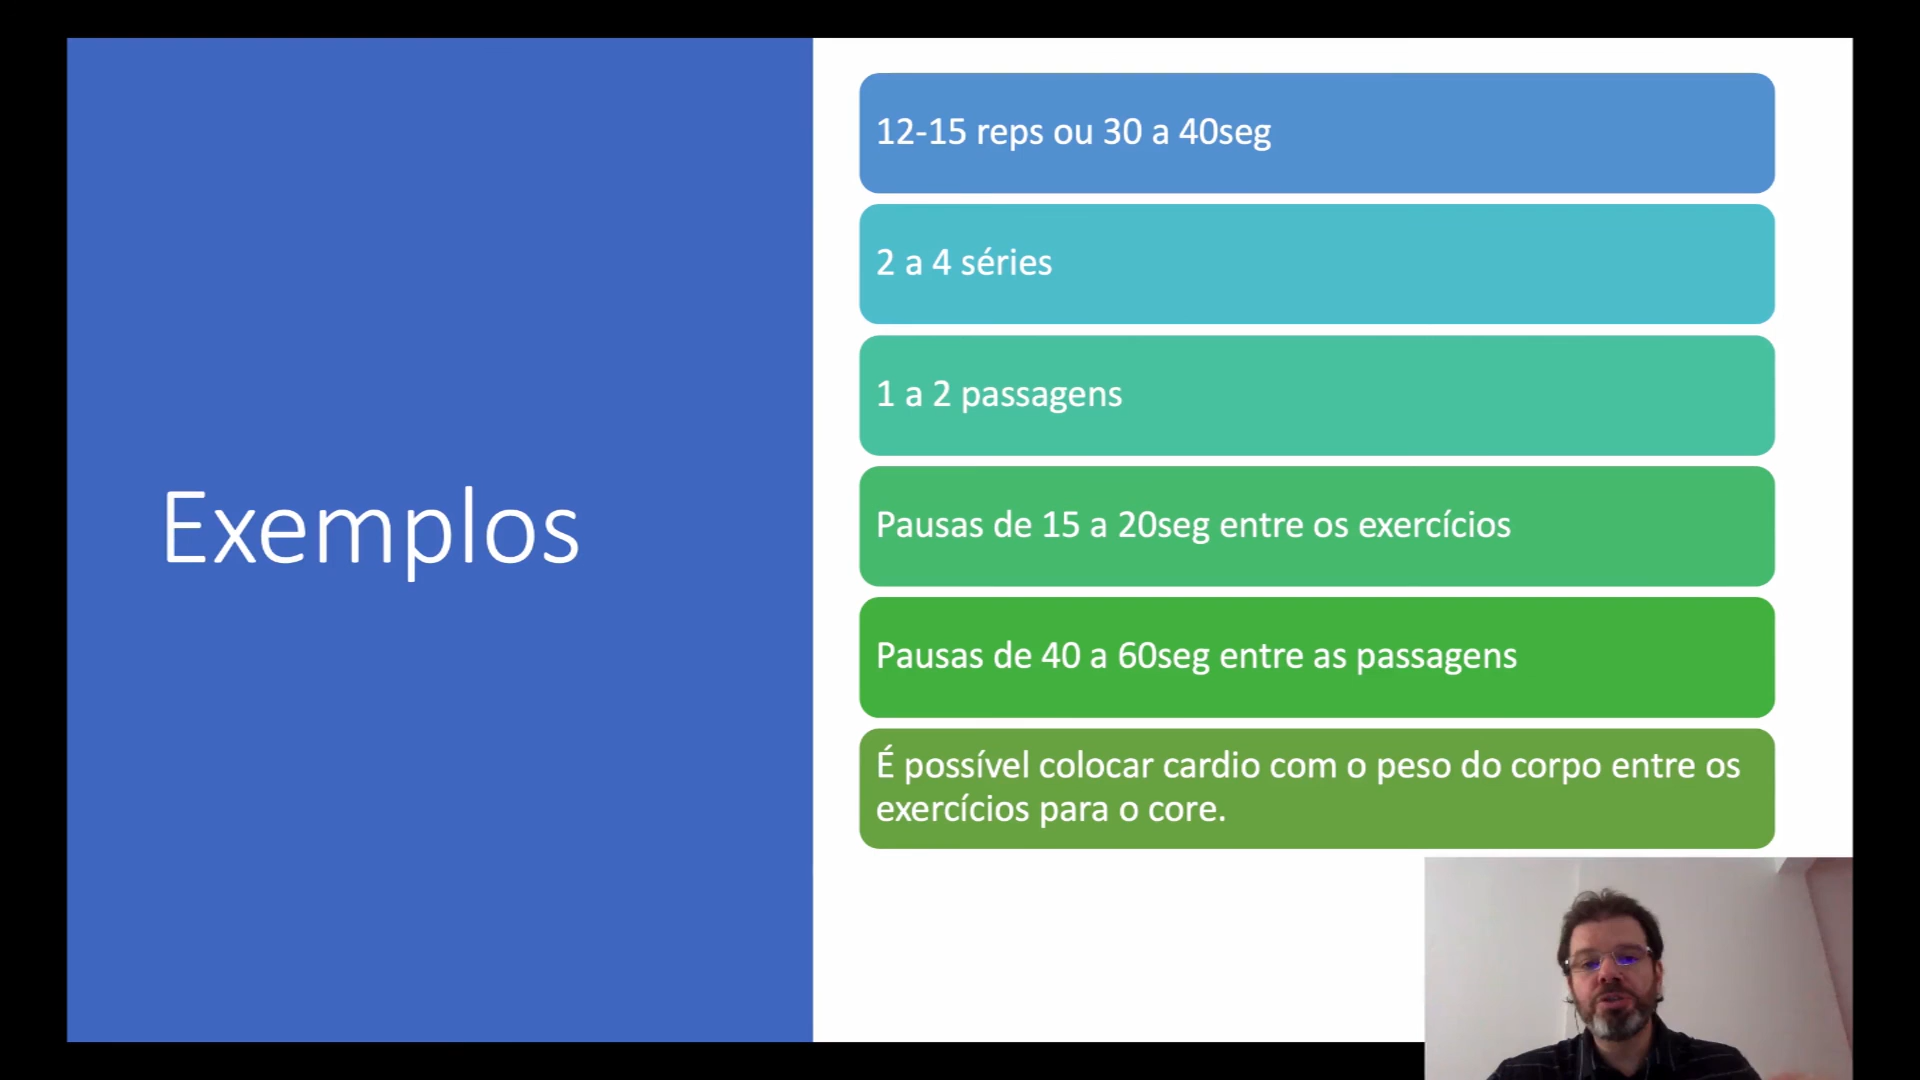 Exemplos
12-15 reps ou 30 a 40seg
2 a 4 séries
1 a 2 passagens
Pausas de 15 a 20seg entre os exercícios
Pausas de 40 a 60seg entre as passagens
É possível colocar cardio com o peso do corpo entre os
exercícios para o core.